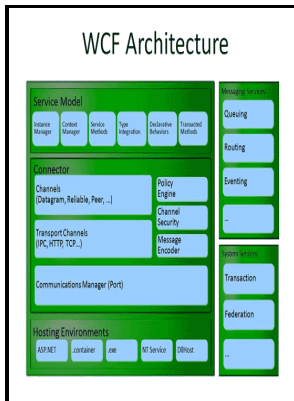 WCF Architecture
Service Model
Instance
Manager
Context
Manager
Service
Methods
Type
Integration
Declarative
Behaviors
Transacted
Methods
Connector
Channels
(Datagram, Reliable, Peer, ...)
Transport Channels
(IPC, HTTP, TCP...)
Policy
Engine
Channel
Security
Message
Encoder
Communications Manager (Port)
Hosting Environments
ASP.NET
.container
.exe
NT Service
DllHost
Messaging Services
Queuing
Routing
Eventing
...
System Services
Transaction
Federation
...